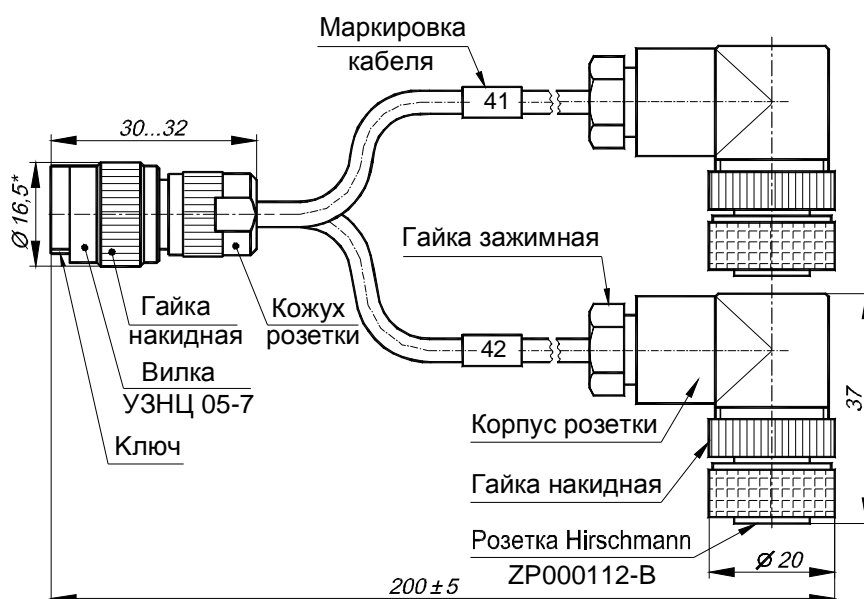 Маркировка
кабеля
41
30...32
Ø 16,5*
Гайка зажимная
Гайка
накидная
Кожух
розетки
42
Вилка
УЗНЦ 05-7
Ключ
37
Корпус розетки
Гайка накидная
Розетка Hirschmann
ZP000112-B
Ø 20
200 ± 5